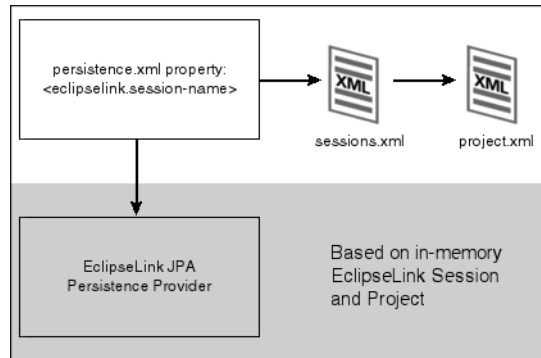 persistence.xml property:
<eclipselink.session-name>
XML
XML
sessions.xml
project.xml
EclipseLink JPA
Persistence Provider
Based on in-memory
EclipseLink Session
and Project